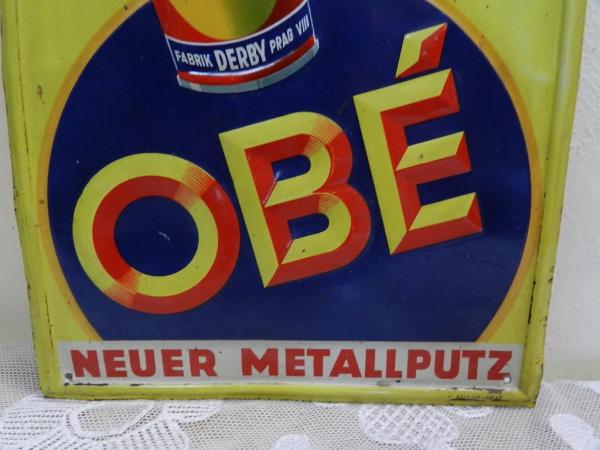 FABRIK DERBY PRAG VIII
OBÉ
NEUER METALLPUTZ